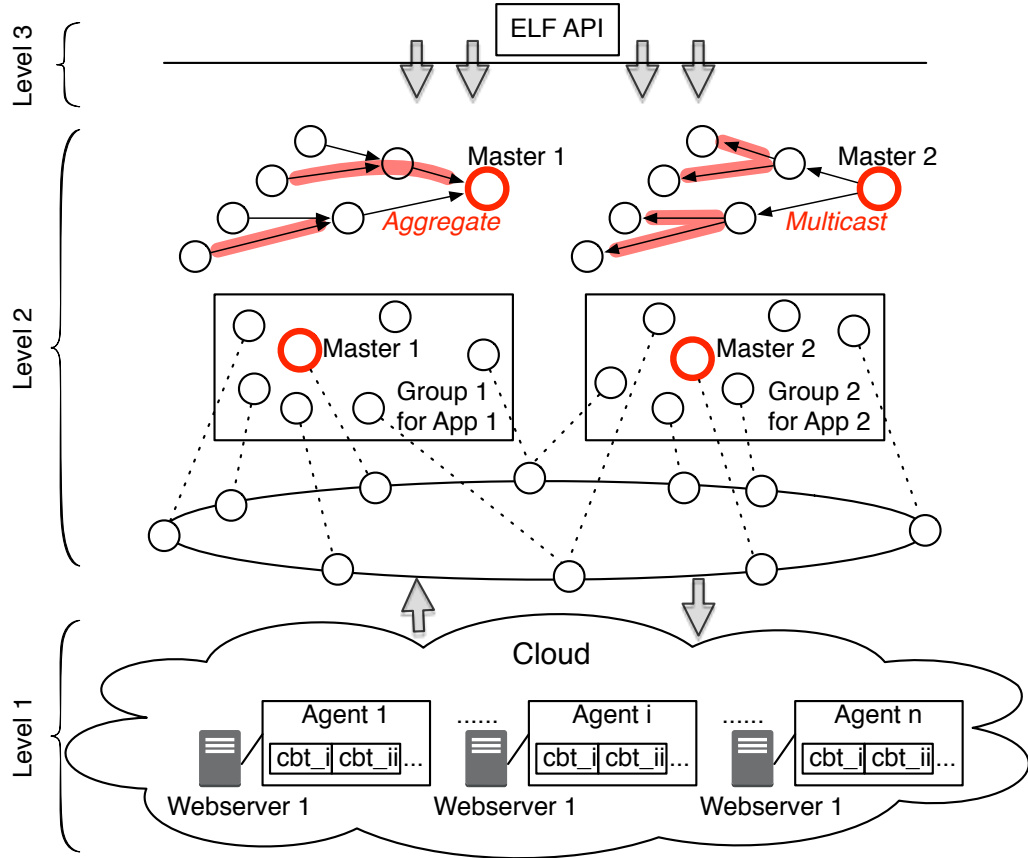 Level 3
ELF API
Level 2
Master 1
Aggregate
Master 2
Multicast
Master 1
Group 1
for App 1
Master 2
Group 2
for App 2
Level 1
Cloud
Agent 1
cbt_i cbt_ii ...
Webserver 1
......
Agent i
cbt_i cbt_ii ...
Webserver 1
......
Agent n
cbt_i cbt_ii ...
Webserver 1